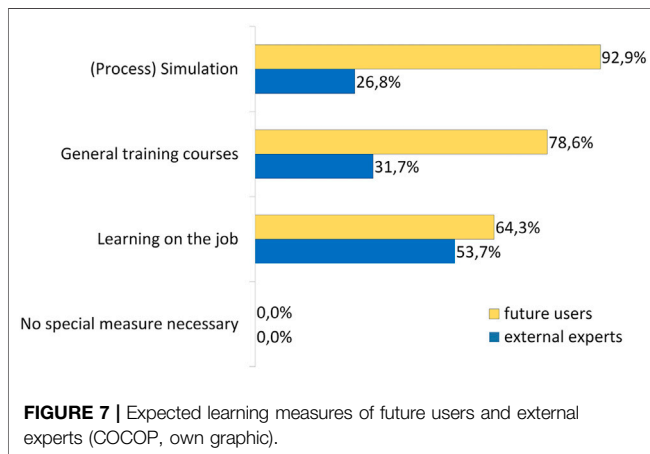 (Process) Simulation
92,9%
26,8%
General training courses
78,6%
31,7%
Learning on the job
64,3%
53,7%
No special measure necessary
0,0%
0,0%
future users
external experts
FIGURE 7 | Expected learning measures of future users and external
experts (COCOP, own graphic).